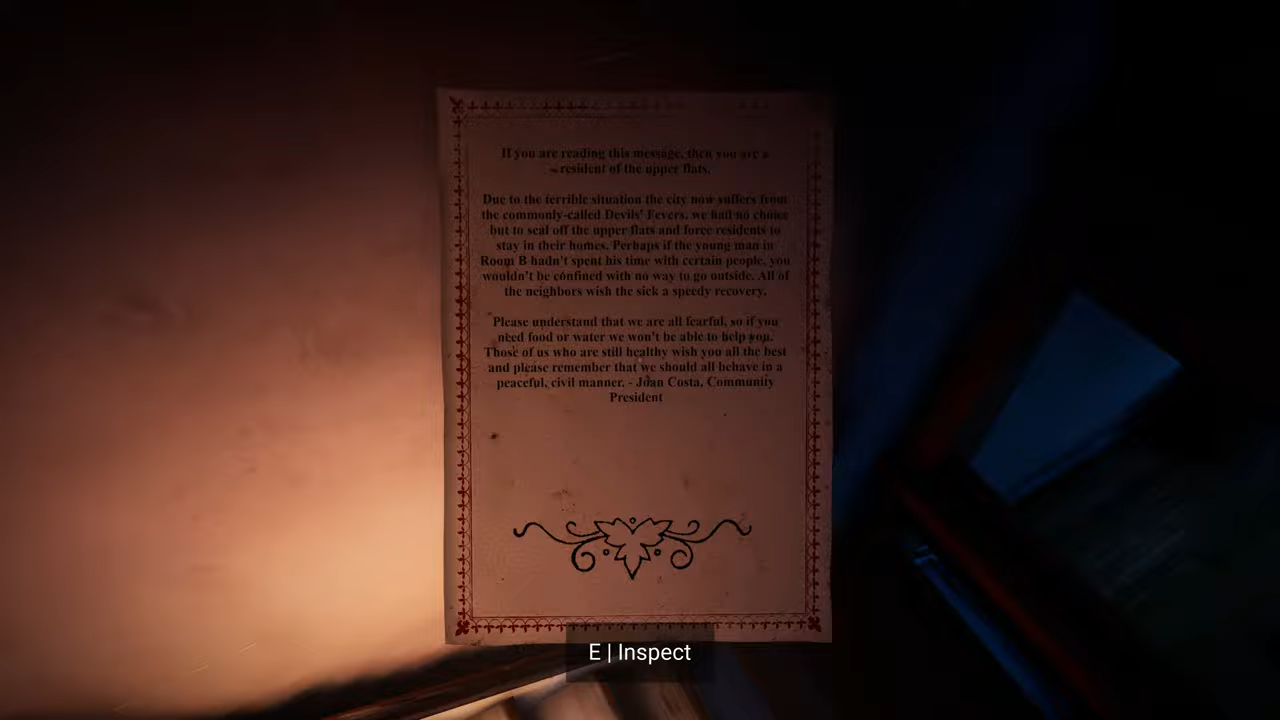 If you are reading this message, then you are a
resident of the upper flats.
Due to the terrible situation the city now suffers from
the commonly-called Devils' Fevers, we had no choice
but to seal off the upper flats and force residents to
stay in their homes. Perhaps if the young man in
Room B hadn't spent his time with certain people, you
wouldn't be confined with no way to go outside. All of
the neighbors wish the sick a speedy recovery.
Please understand that we are all fearful, so if you
need food or water we won't be able to help you.
Those of us who are still healthy wish you all the best
and please remember that we should all behave in a
peaceful, civil manner. - Joan Costa, Community
President
E | Inspect